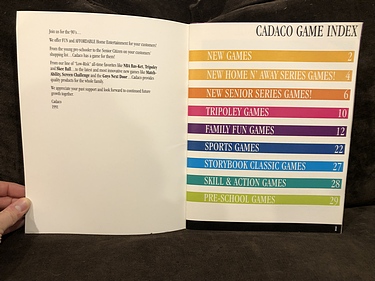 Join us for the 90's....
We offer FUN and AFFORDABLE Home Entertainment for your customers!
From the young pre-schooler to the Senior Citizen on your customers'
shopping list... Cadaco has a game for them!
From our line of "Low-Risk" all-time favorites like NBA Bas-Ket, Tripoley
and Skee Ball... to the latest and most innovative new games like Match-
Ability, Screen Challenge and the Guys Next Door... Cadaco provides
quality products for the whole family.
We appreciate your past support and look forward to continued future
growth together.
Cadaco
1991
CADACO GAME INDEX
NEW GAMES 2
NEW HOME N' AWAY SERIES GAMES! 4
NEW SENIOR SERIES GAMES! 6
TRIPOLEY GAMES 10
FAMILY FUN GAMES 12
SPORTS GAMES 22
STORYBOOK CLASSIC GAMES 27
SKILL & ACTION GAMES 28
PRE-SCHOOL GAMES 29
1